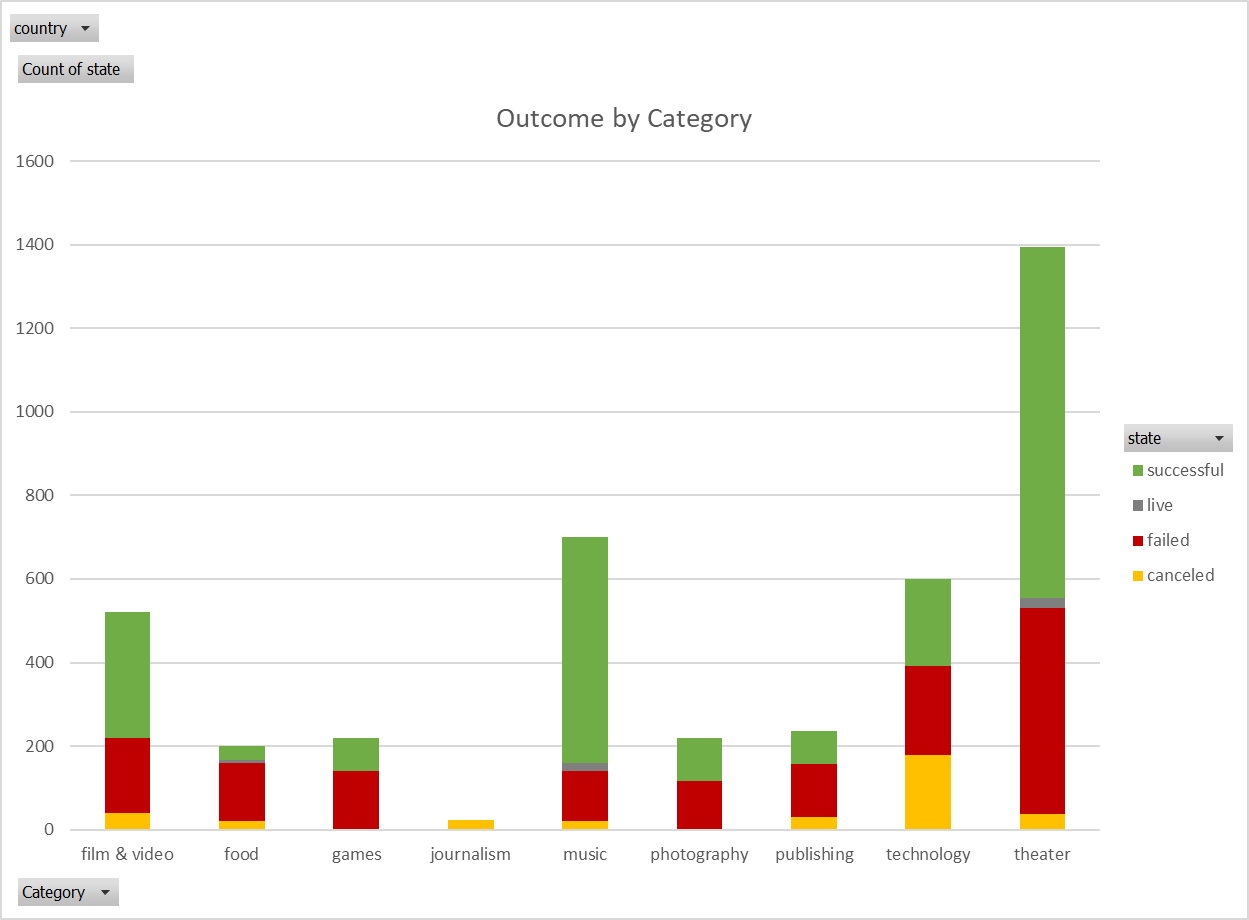 country
Count of state
Outcome by Category
1600
1400
1200
1000
800
600
400
200
0
film & video food games journalism music photography publishing technology theater
state
successful
live
failed
canceled
Category